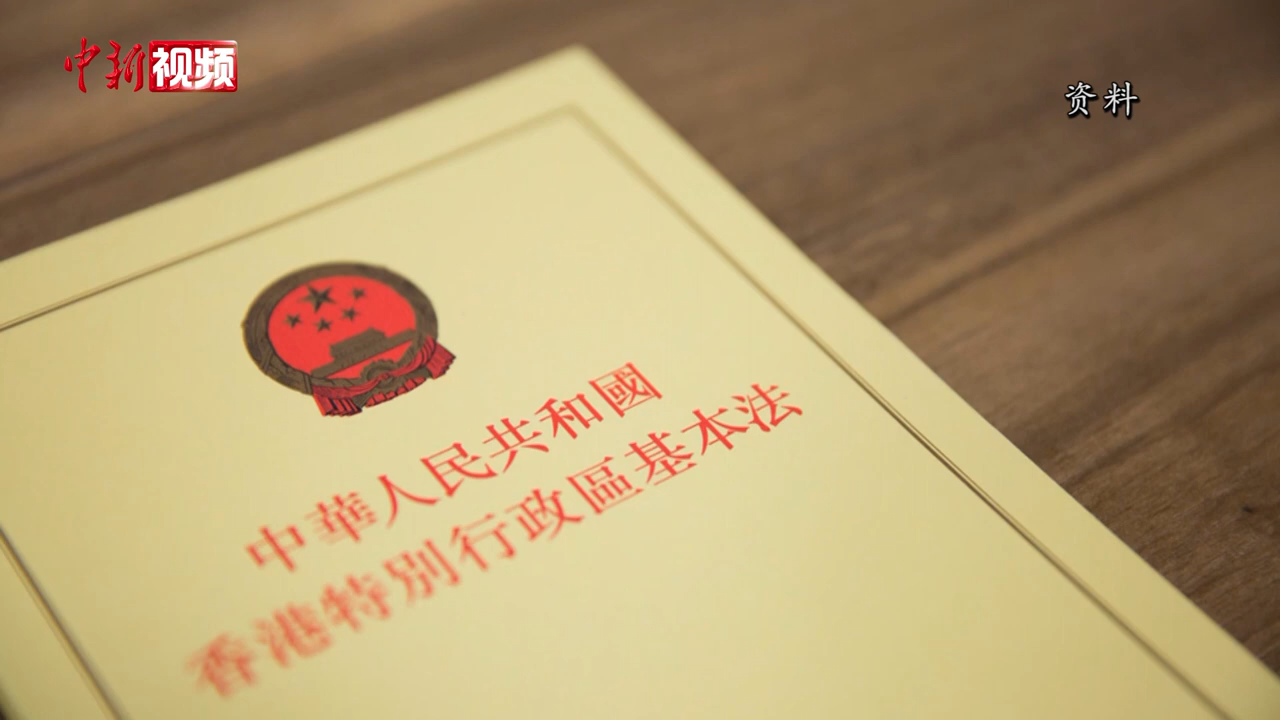 中新视频
资料
中華人民共和國
香港特別行政區基本法